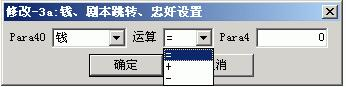 修改-3a:钱、剧本跳转、忠好设置
Para40 钱 运算 = Para4 0
确定 消
=
+
-